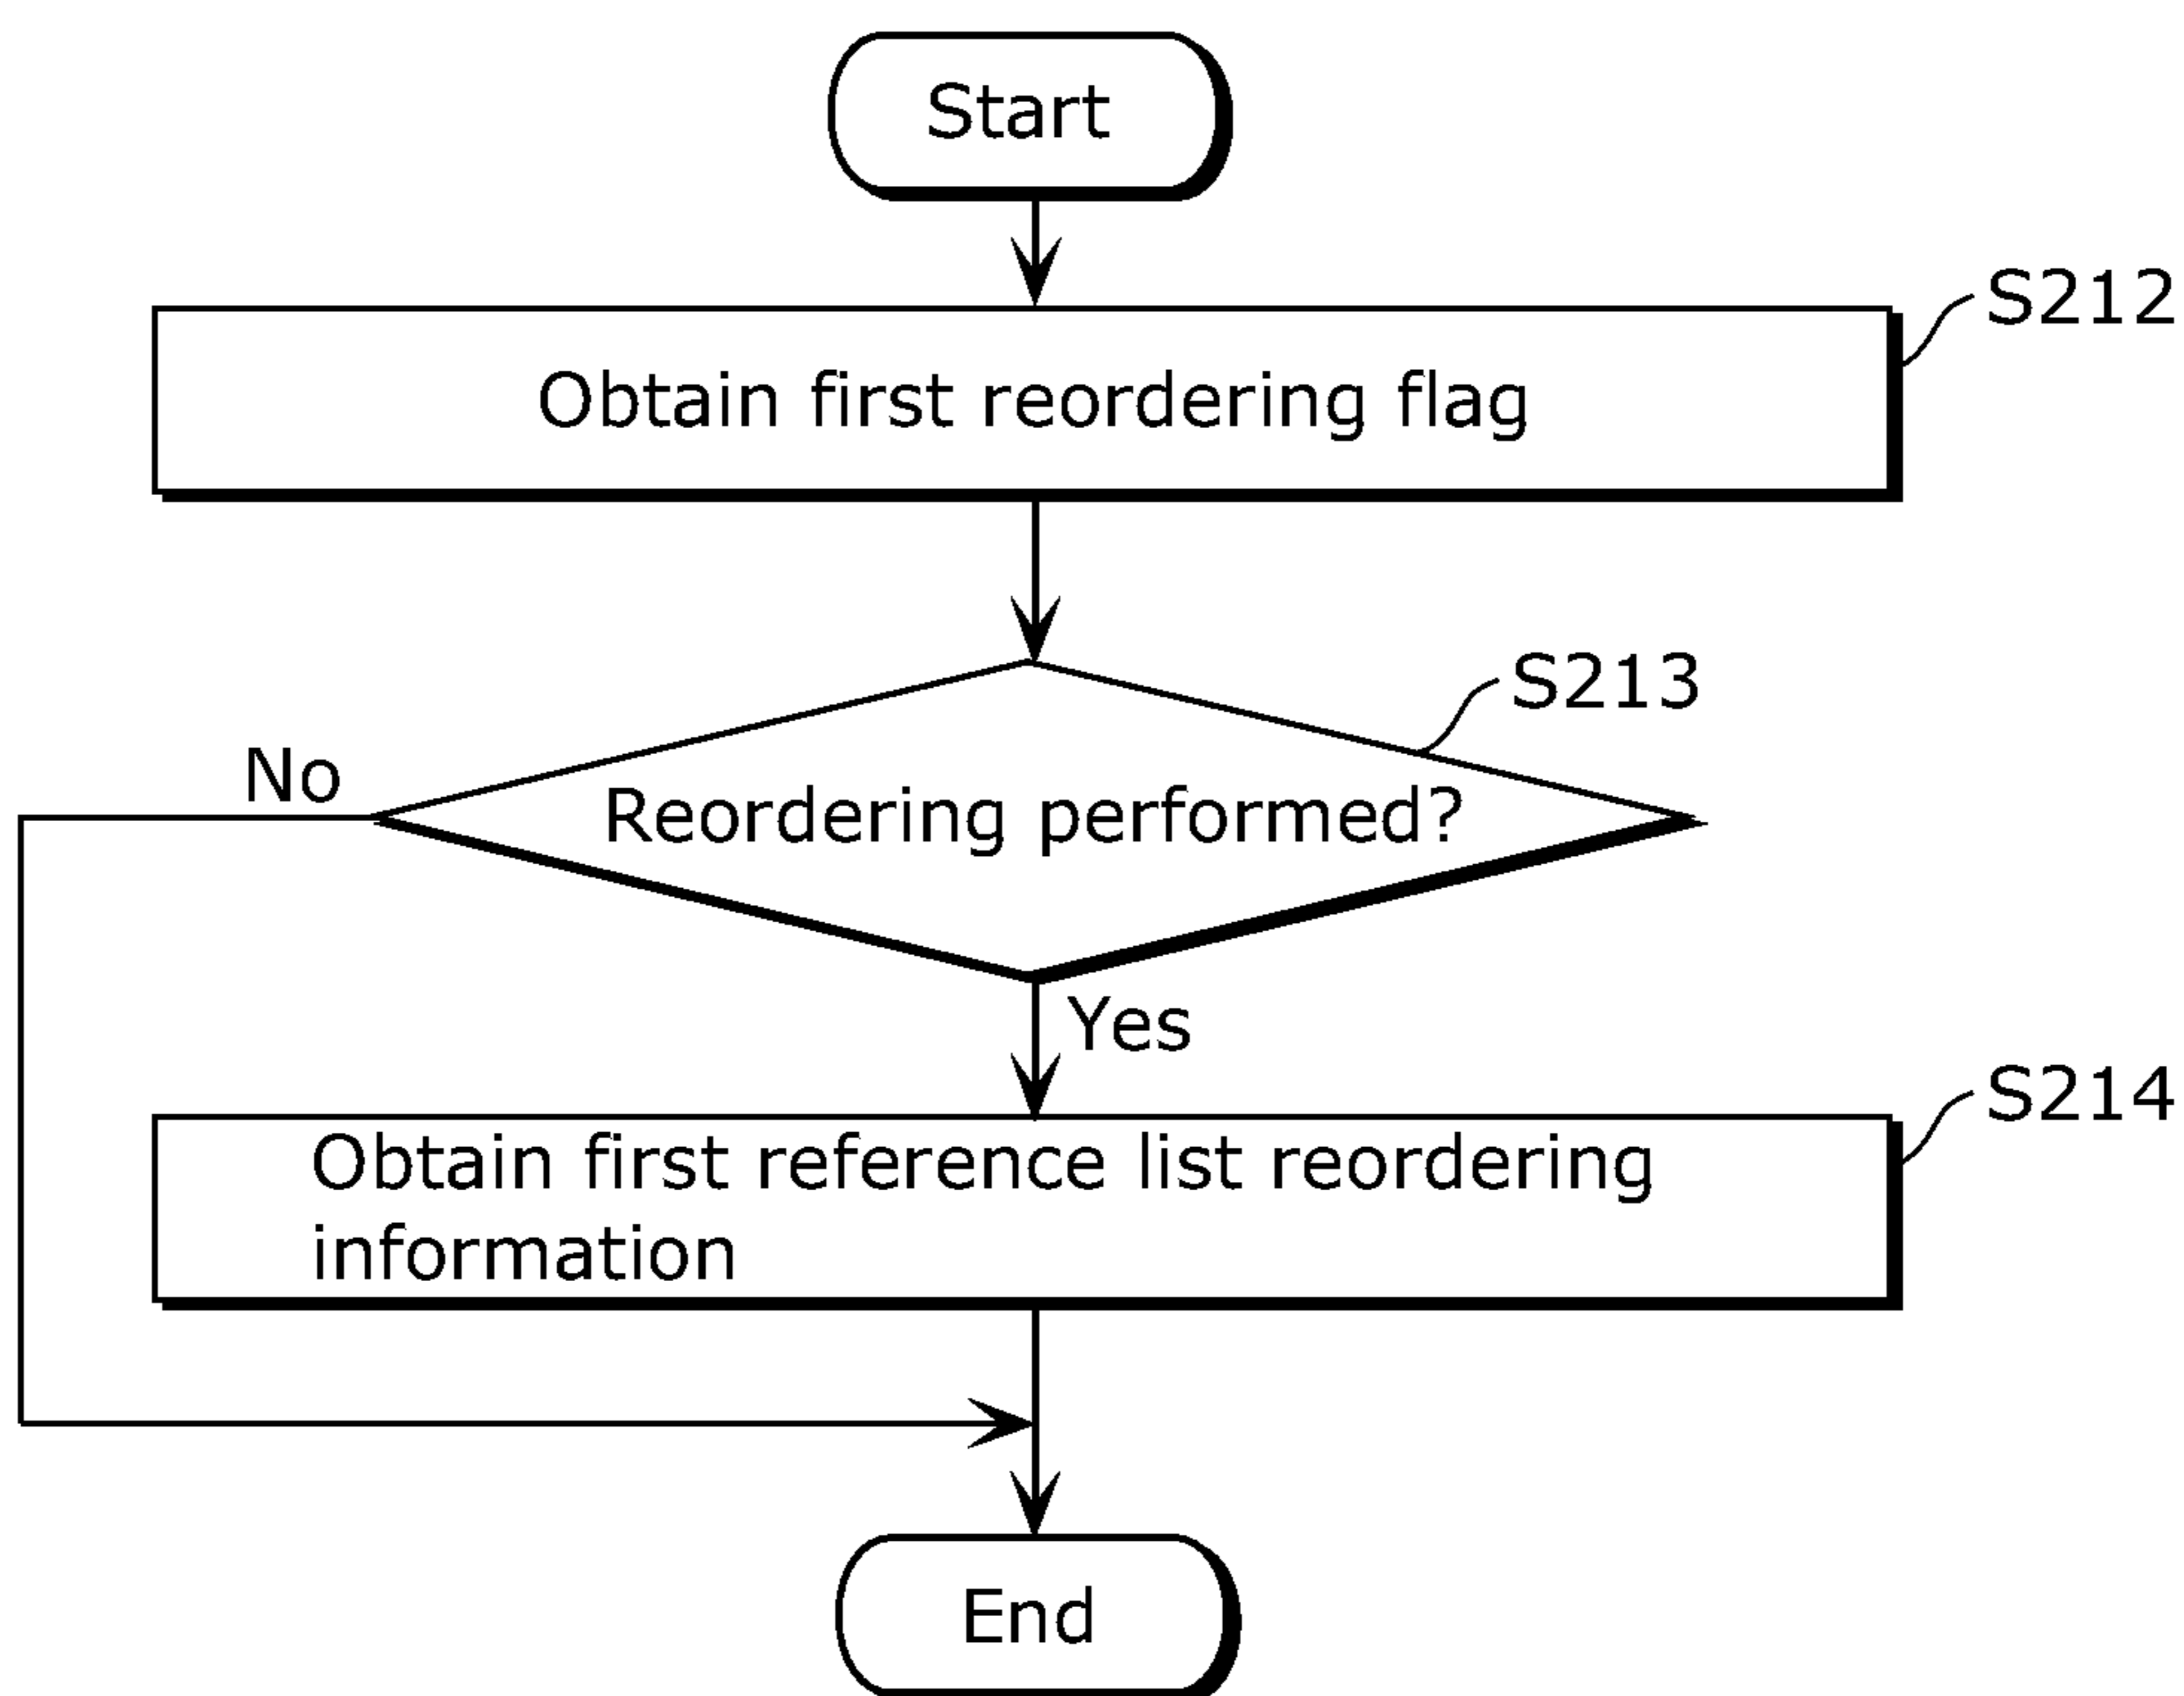 Start
S212
Obtain first reordering flag
S213
No
Reordering performed?
Yes
S214
Obtain first reference list reordering
information
End